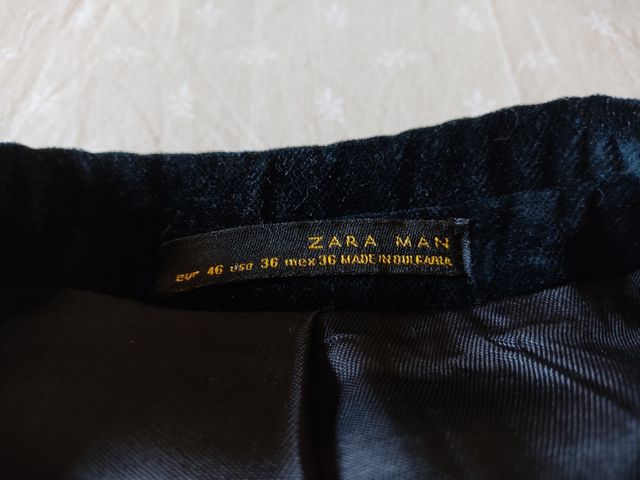 ZARA MAN
eur 46 usa 36 mex 36 MADE IN BULGARIA